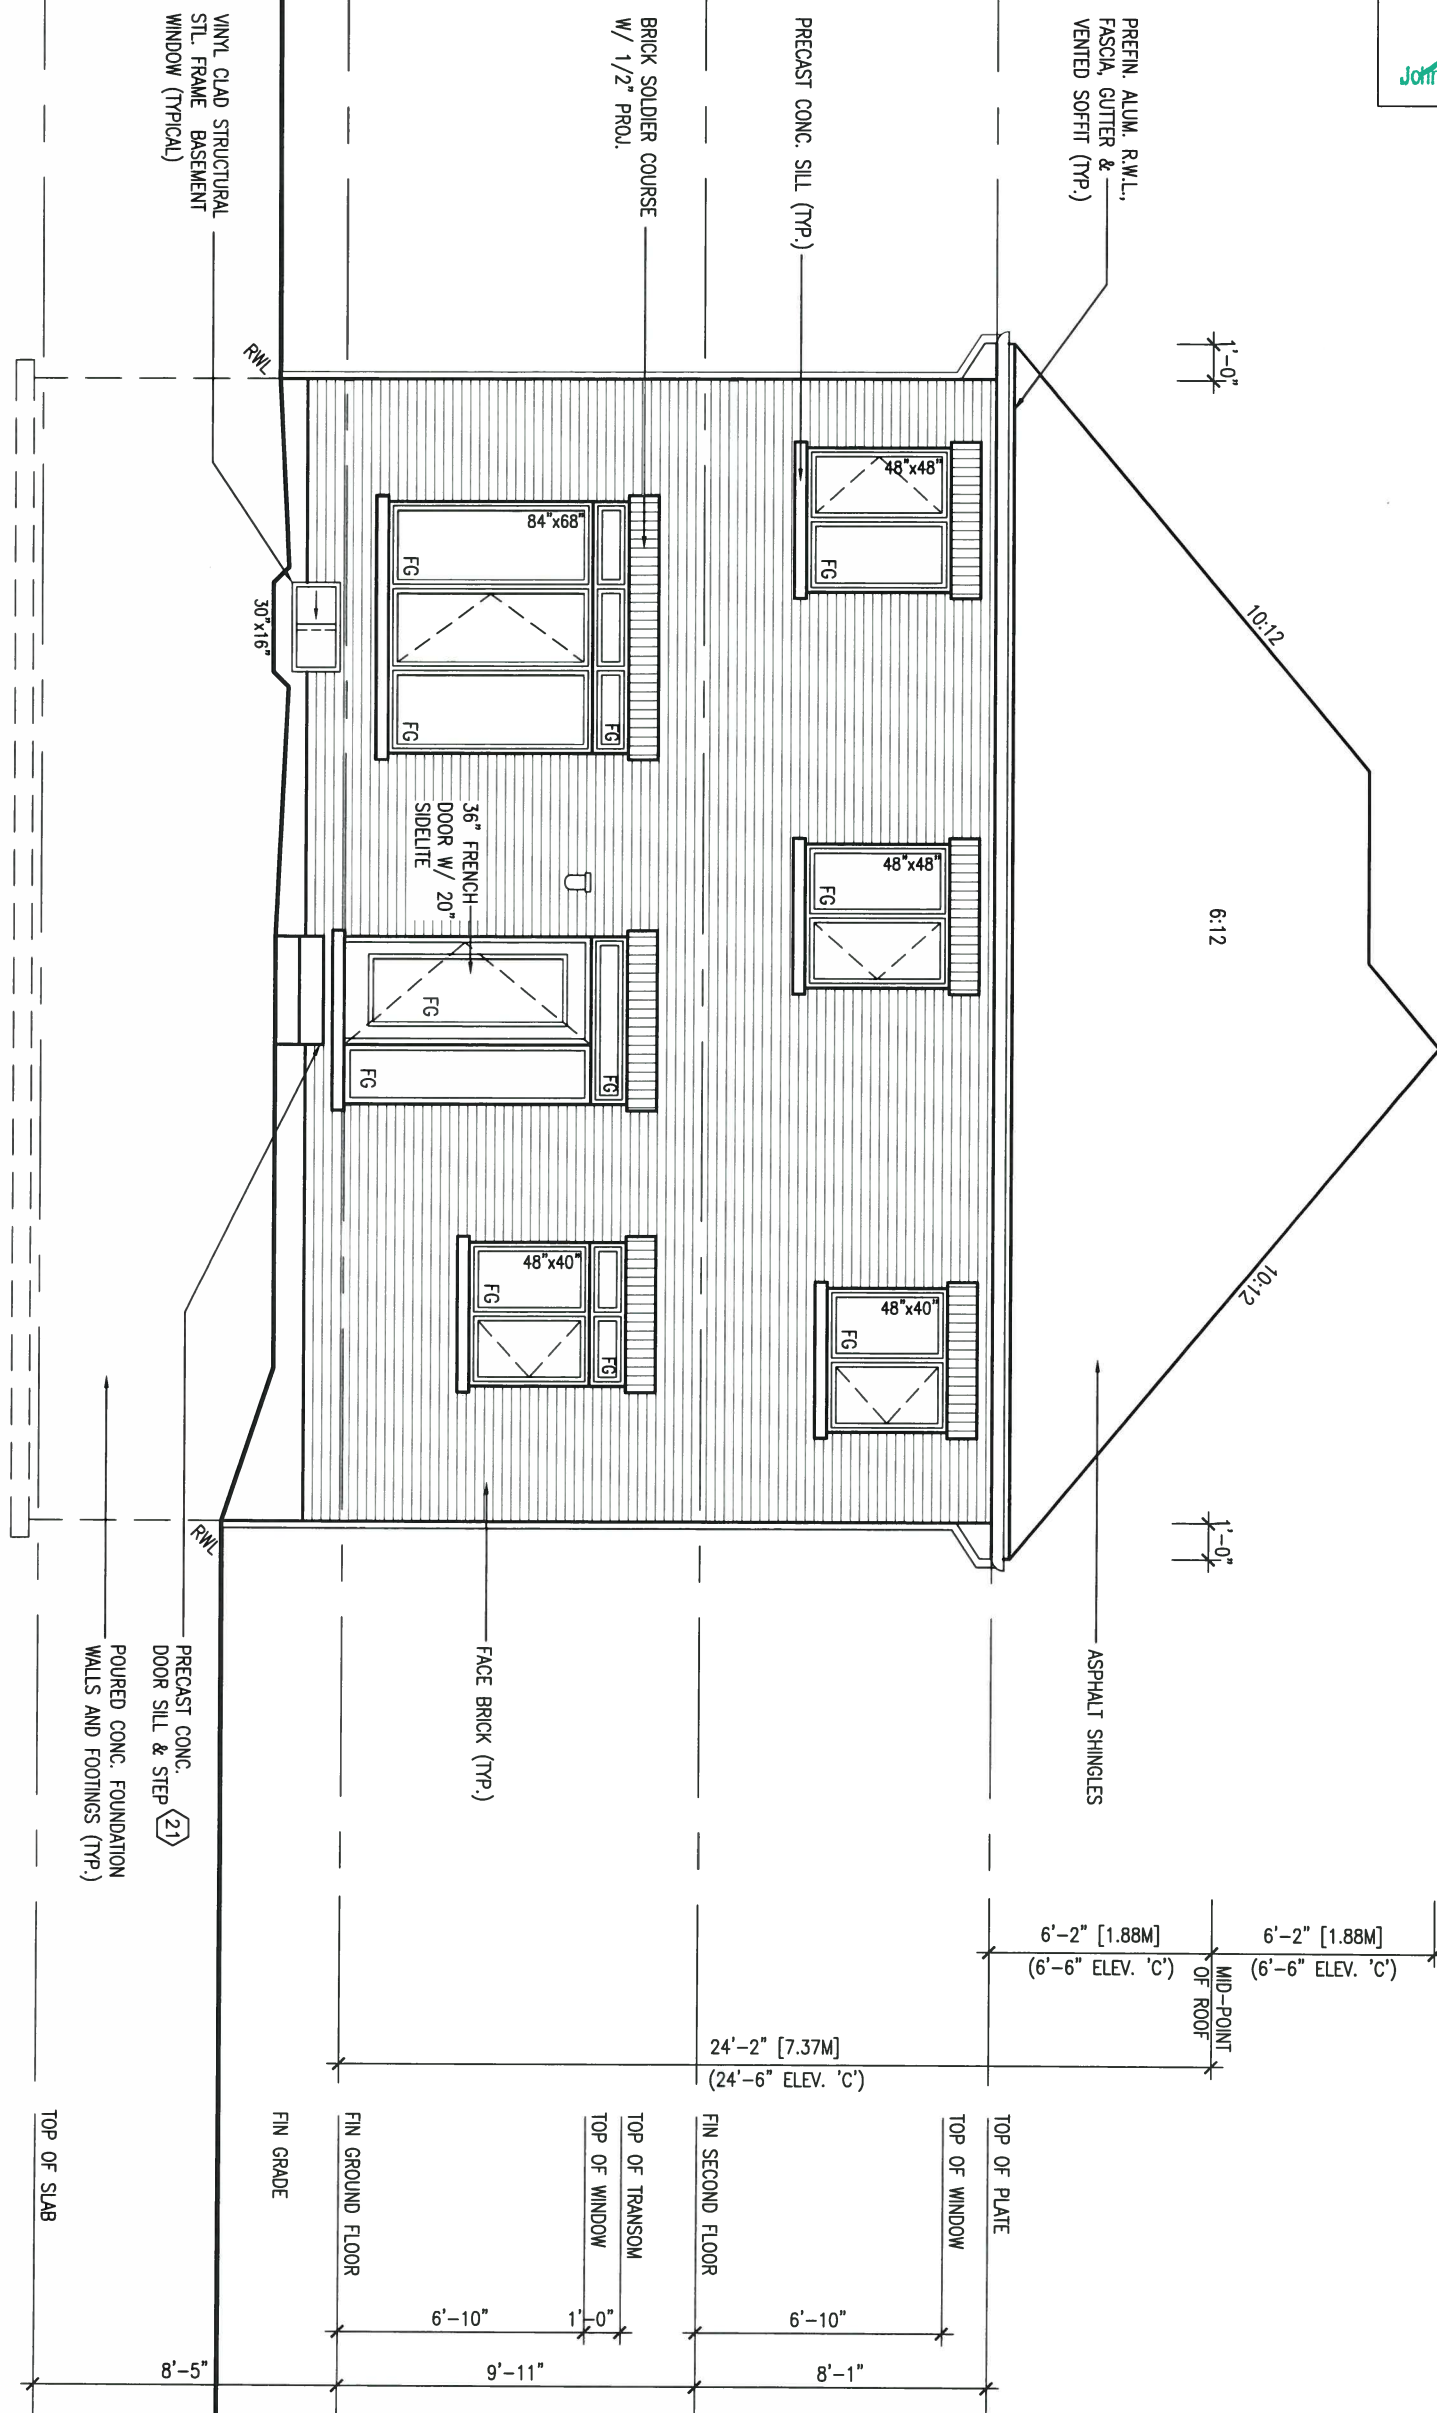 John
PREFIN. ALUM. R.W.L.,
FASCIA, GUTTER &
VENTED SOFFIT (TYP.)
PRECAST CONC. SILL (TYP.)
BRICK SOLDIER COURSE
W/ 1/2" PROJ.
VINYL CLAD STRUCTURAL
STL. FRAME BASEMENT
WINDOW (TYPICAL)
1'-0"
10:12
6:12
10:12
1'-0"
RWL
48"x48"
FG
48"x48"
FG
48"x40"
FG
84"x68"
FG
FG
FG
30"x16"
36" FRENCH
DOOR W/ 20"
SIDELITE
FG
FG
FG
48"x40"
FG
FG
RWL
ASPHALT SHINGLES
FACE BRICK (TYP.)
PRECAST CONC.
DOOR SILL & STEP
21
POURED CONC. FOUNDATION
WALLS AND FOOTINGS (TYP.)
6'-2" [1.88M]
(6'-6" ELEV. 'C')
6'-2" [1.88M]
(6'-6" ELEV. 'C')
MID-POINT
OF ROOF
24'-2" [7.37M]
(24'-6" ELEV. 'C')
TOP OF PLATE
TOP OF WINDOW
FIN SECOND FLOOR
TOP OF TRANSOM
TOP OF WINDOW
FIN GROUND FLOOR
FIN GRADE
TOP OF SLAB
6'-10"
1'-0"
6'-10"
8'-5"
9'-11"
8'-1"